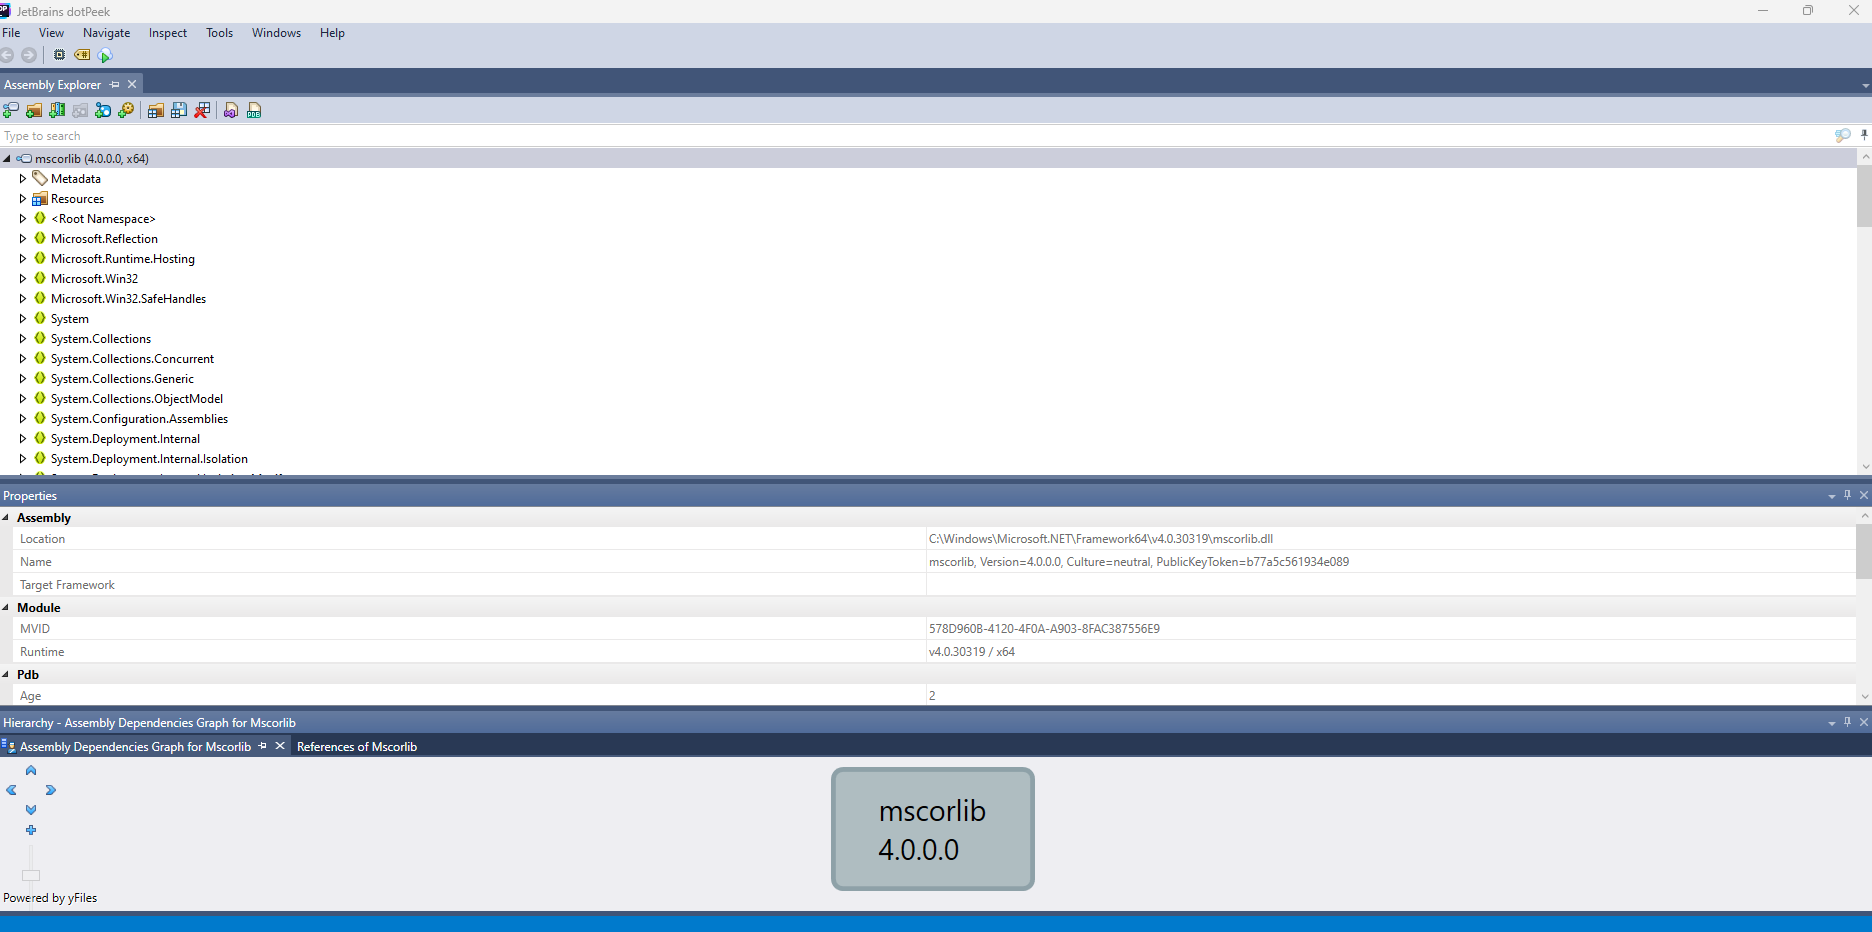 JetBrains dotPeek
File View Navigate Inspect Tools Windows Help
Assembly Explorer
Type to search
mscorlib (4.0.0.0, x64)
Metadata
Resources
<Root Namespace>
Microsoft.Reflection
Microsoft.Runtime.Hosting
Microsoft.Win32
Microsoft.Win32.SafeHandles
System
System.Collections
System.Collections.Concurrent
System.Collections.Generic
System.Collections.ObjectModel
System.Configuration.Assemblies
System.Deployment.Internal
System.Deployment.Internal.Isolation
Properties
Assembly
Location C:\Windows\Microsoft.NET\Framework64\v4.0.30319\mscorlib.dll
Name mscorlib, Version=4.0.0.0, Culture=neutral, PublicKeyToken=b77a5c561934e089
Target Framework
Module
MVID 578D960B-4120-4F0A-A903-8FAC387556E9
Runtime v4.0.30319 / x64
Pdb
Age 2
Hierarchy - Assembly Dependencies Graph for Mscorlib
Assembly Dependencies Graph for Mscorlib References of Mscorlib
mscorlib
4.0.0.0
Powered by yFiles